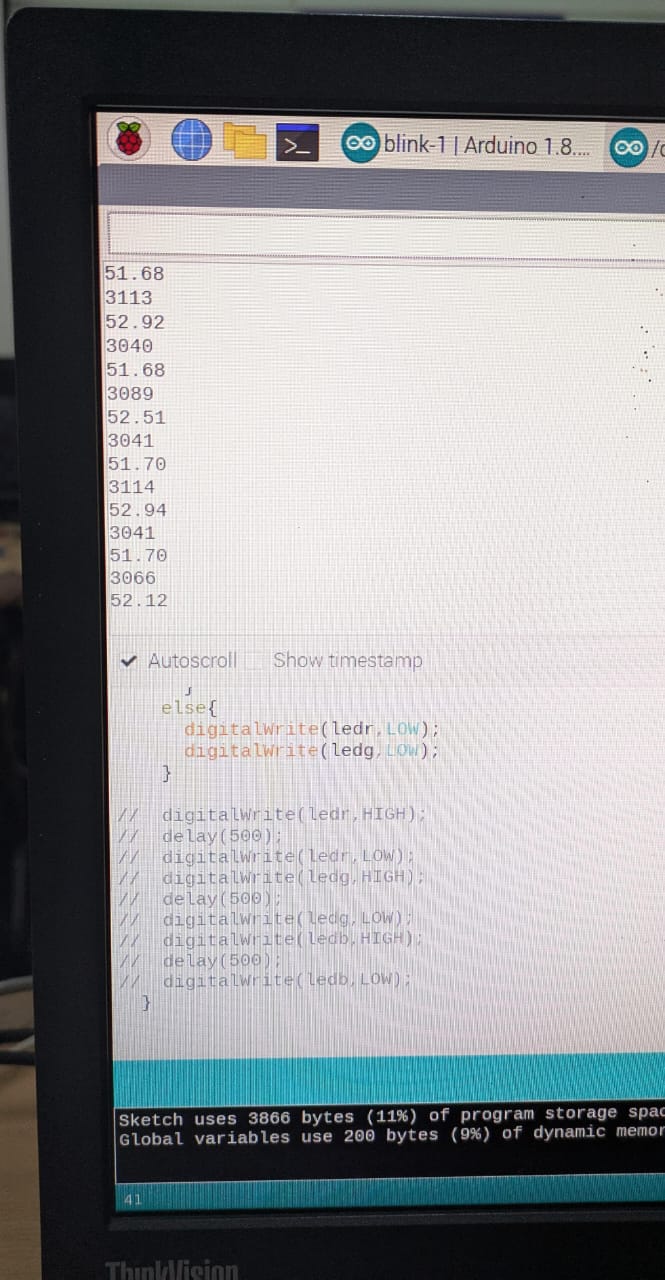 blink-1 | Arduino 1.8....
51.68
3113
52.92
3040
51.68
3089
52.51
3041
51.70
3114
52.94
3041
51.70
3066
52.12
Autoscroll Show timestamp
}
else{
digitalWrite(ledr,LOW);
digitalWrite(ledg,LOW);
}
// digitalWrite(ledr,HIGH);
// delay(500);
// digitalWrite(ledr,LOW);
// digitalWrite(ledg,HIGH);
// delay(500);
// digitalWrite(ledg,LOW);
// digitalWrite(ledb,HIGH);
// delay(500);
// digitalWrite(ledb,LOW);
}
Sketch uses 3866 bytes (11%) of program storage spac
Global variables use 200 bytes (9%) of dynamic memor
41
ThinkVision